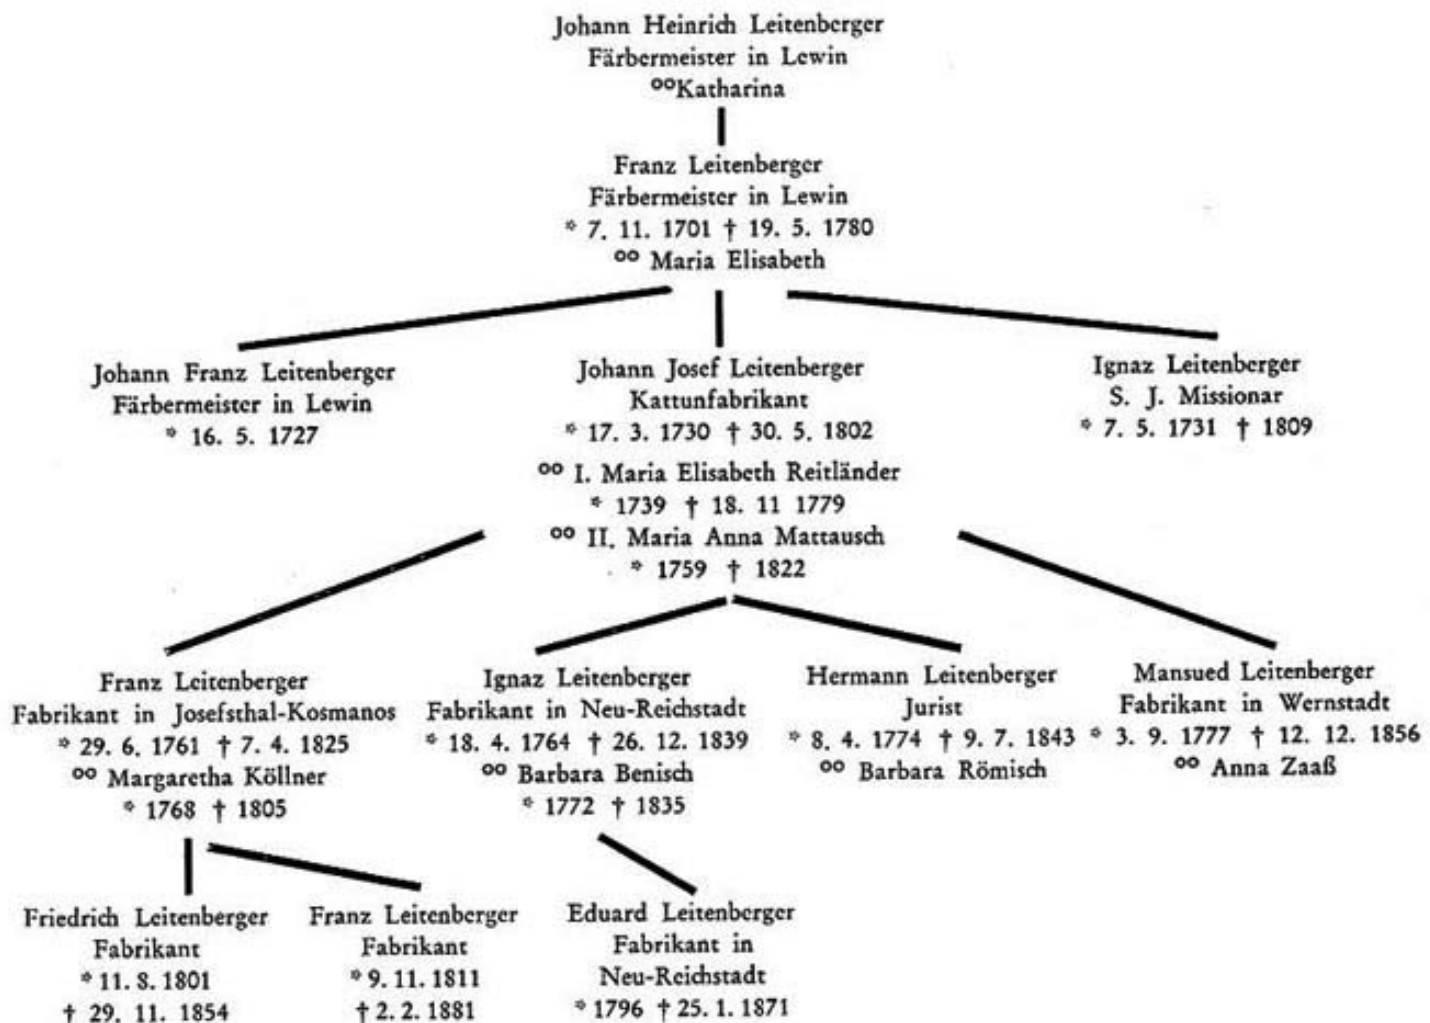 Johann Heinrich Leitenberger
Färbermeister in Lewin
⚭Katharina
Franz Leitenberger
Färbermeister in Lewin
* 7. 11. 1701 † 19. 5. 1780
⚭ Maria Elisabeth
Johann Franz Leitenberger
Färbermeister in Lewin
* 16. 5. 1727
Johann Josef Leitenberger
Kattunfabrikant
* 17. 3. 1730 † 30. 5. 1802
⚭ I. Maria Elisabeth Reitländer
* 1739 † 18. 11 1779
⚭ II. Maria Anna Mattausch
* 1759 † 1822
Ignaz Leitenberger
S. J. Missionar
* 7. 5. 1731 † 1809
Franz Leitenberger
Fabrikant in Josefsthal-Kosmanos
* 29. 6. 1761 † 7. 4. 1825
⚭ Margaretha Köllner
* 1768 † 1805
Ignaz Leitenberger
Fabrikant in Neu-Reichstadt
* 18. 4. 1764 † 26. 12. 1839
⚭ Barbara Benisch
* 1772 † 1835
Hermann Leitenberger
Jurist
* 8. 4. 1774 † 9. 7. 1843
⚭ Barbara Römisch
Mansued Leitenberger
Fabrikant in Wernstadt
* 3. 9. 1777 † 12. 12. 1856
⚭ Anna Zaaß
Friedrich Leitenberger
Fabrikant
* 11. 8. 1801
† 29. 11. 1854
Franz Leitenberger
Fabrikant
* 9. 11. 1811
† 2. 2. 1881
Eduard Leitenberger
Fabrikant in
Neu-Reichstadt
* 1796 † 25. 1. 1871